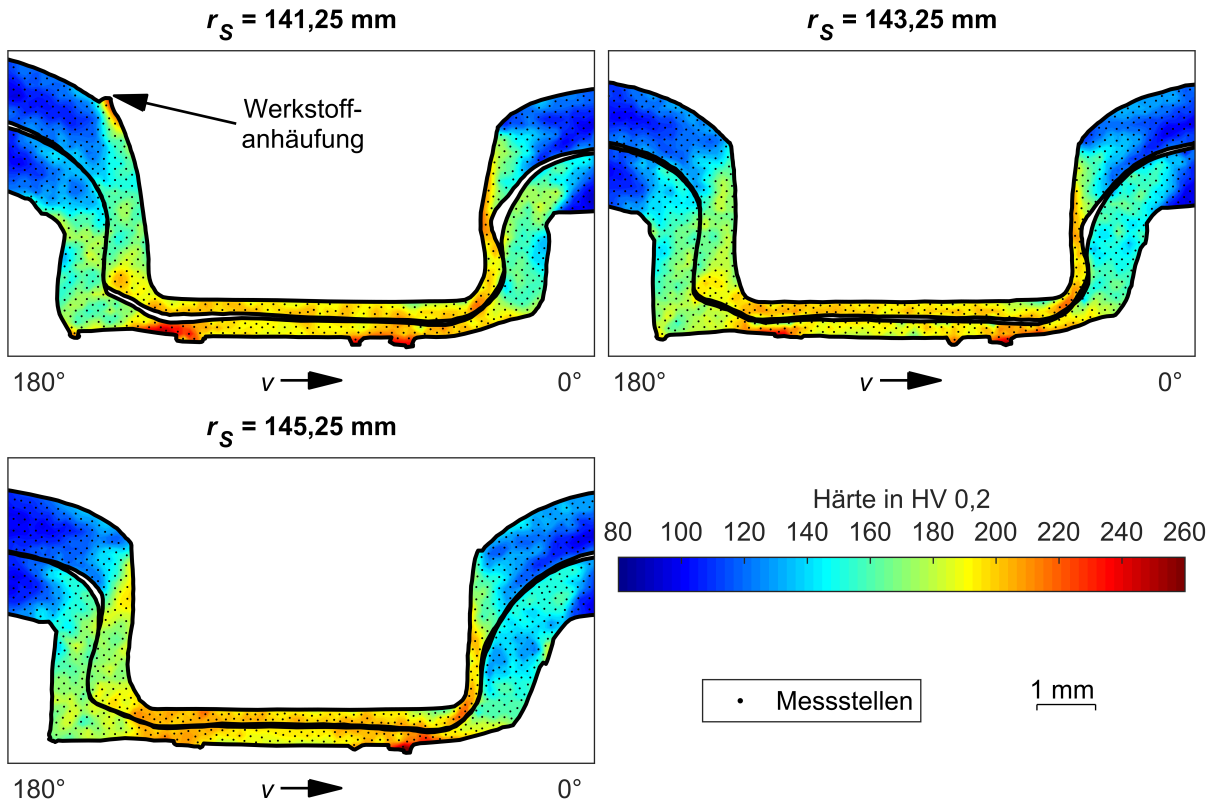 r_S = 141,25 mm
r_S = 143,25 mm
Werkstoff-
anhäufung
180° v 0°
180° v 0°
r_S = 145,25 mm
Härte in HV 0,2
80 100 120 140 160 180 200 220 240 260
Messstellen
1 mm
180° v 0°